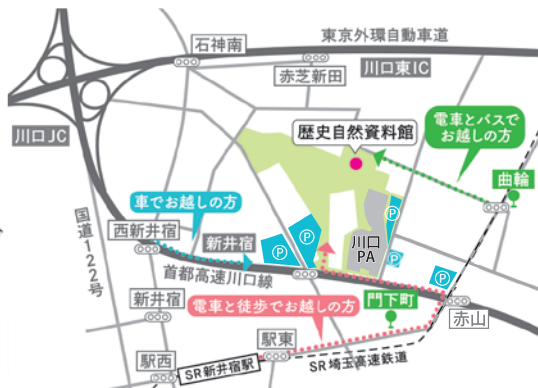 東京外環自動車道
石神南
赤芝新田
川口東IC
川口JC
歴史自然資料館
電車とバスで
お越しの方
曲輪
車でお越しの方
西新井宿
新井宿
国道122号
首都高速川口線
川口
PA
P
P
P
P
P
新井宿
電車と徒歩でお越しの方
門下町
赤山
駅東
駅西
SR新井宿駅
SR埼玉高速鉄道